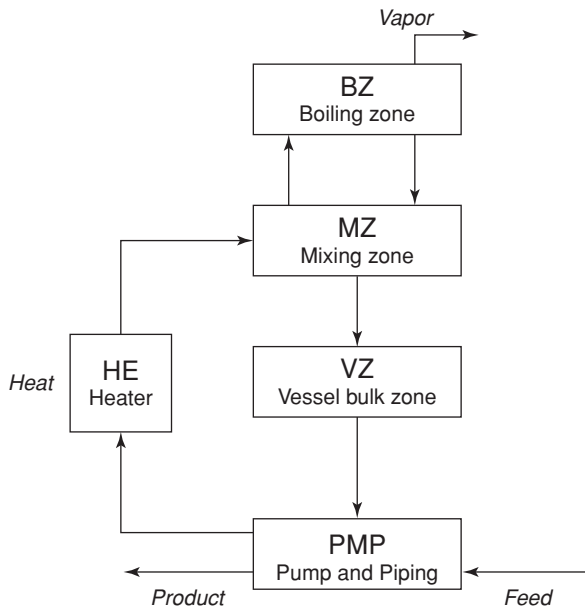 Vapor
BZ
Boiling zone
MZ
Mixing zone
HE
Heater
Heat
VZ
Vessel bulk zone
PMP
Pump and Piping
Product
Feed